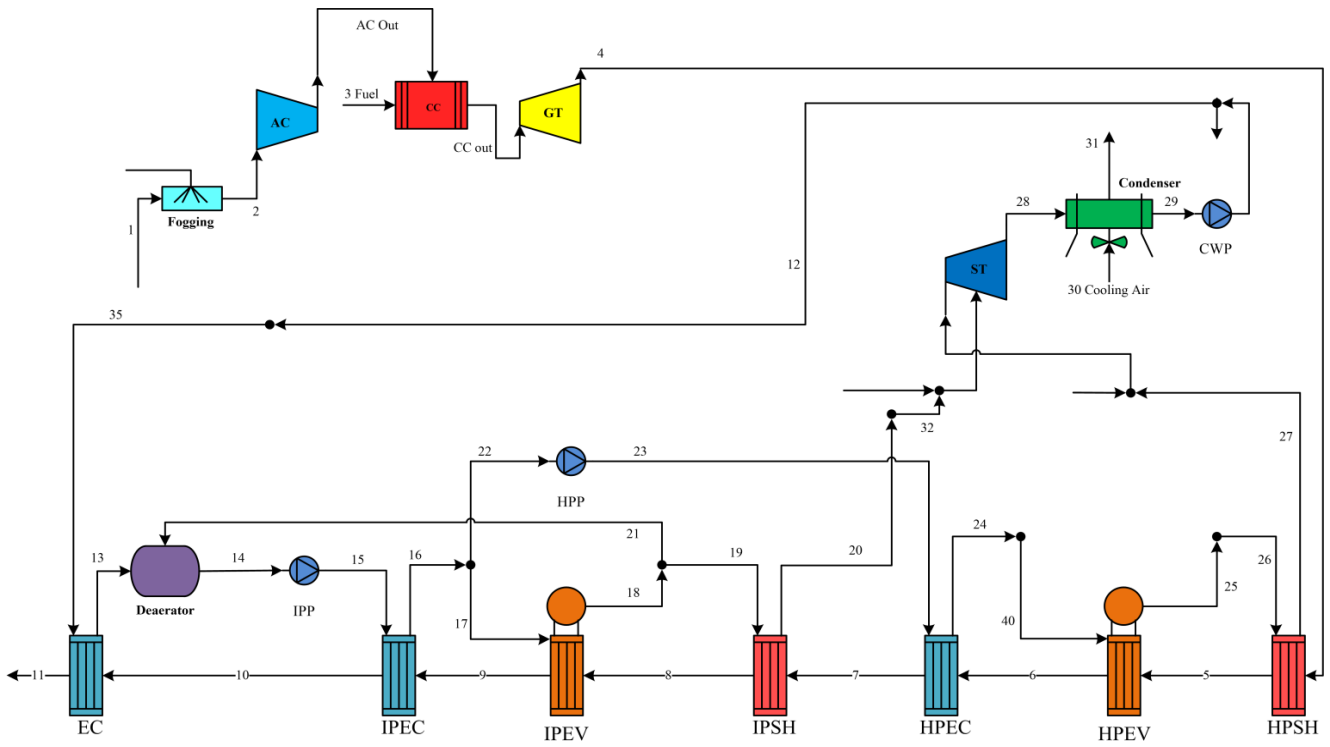 AC Out
4
3 Fuel
CC
GT
AC
CC out
31
Condenser
28
29
2
Fogging
1
CWP
ST
12
30 Cooling Air
35
32
27
22
23
HPP
24
21
26
13
14
15
16
19
20
25
Deaerator
IPP
18
17
40
11
10
9
8
7
6
5
EC
IPEC
IPEV
IPSH
HPEC
HPEV
HPSH